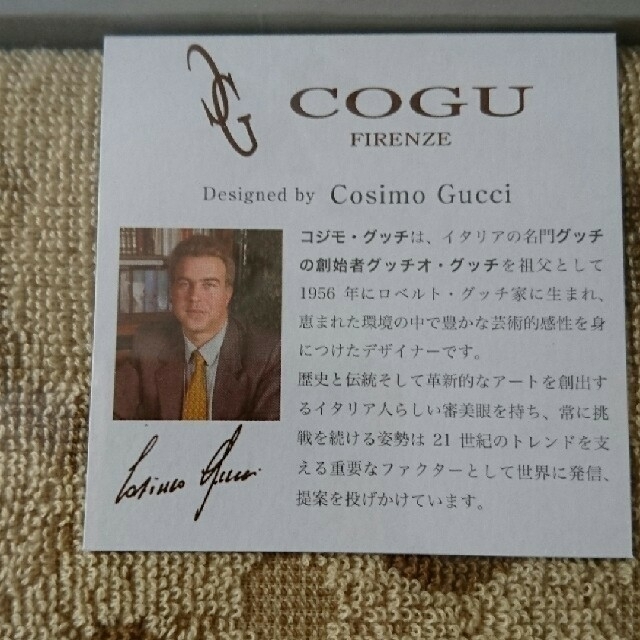 COGU
FIRENZE
Designed by Cosimo Gucci
コジモ・グッチは、イタリアの名門グッチ
の創始者グッチオ・グッチを祖父として
1956 年にロベルト・グッチ家に生まれ、
恵まれた環境の中で豊かな芸術的感性を身
につけたデザイナーです。
歴史と伝統そして革新的なアートを創出す
るイタリア人らしい審美眼を持ち、常に挑
戦を続ける姿勢は 21 世紀のトレンドを支
える重要なファクターとして世界に発信、
提案を投げかけています。
Cosimo Gucci